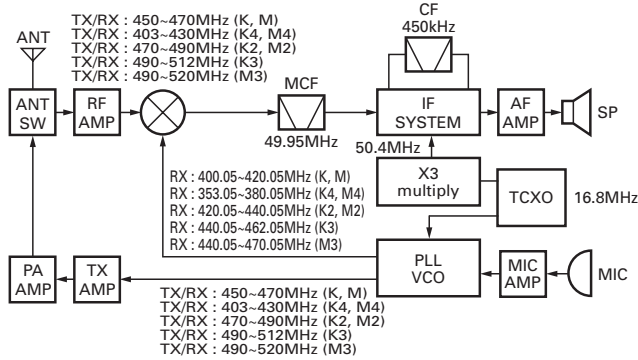 TX/RX : 450~470MHz (K, M)
TX/RX : 403~430MHz (K4, M4)
TX/RX : 470~490MHz (K2, M2)
TX/RX : 490~512MHz (K3)
TX/RX : 490~520MHz (M3)
ANT
CF
450kHz
MCF
ANT
SW
RF
AMP
IF
SYSTEM
AF
AMP
SP
49.95MHz
50.4MHz
X3
multiply
TCXO
16.8MHz
RX : 400.05~420.05MHz (K, M)
RX : 353.05~380.05MHz (K4, M4)
RX : 420.05~440.05MHz (K2, M2)
RX : 440.05~462.05MHz (K3)
RX : 440.05~470.05MHz (M3)
PA
AMP
TX
AMP
PLL
VCO
MIC
AMP
MIC
TX/RX : 450~470MHz (K, M)
TX/RX : 403~430MHz (K4, M4)
TX/RX : 470~490MHz (K2, M2)
TX/RX : 490~512MHz (K3)
TX/RX : 490~520MHz (M3)